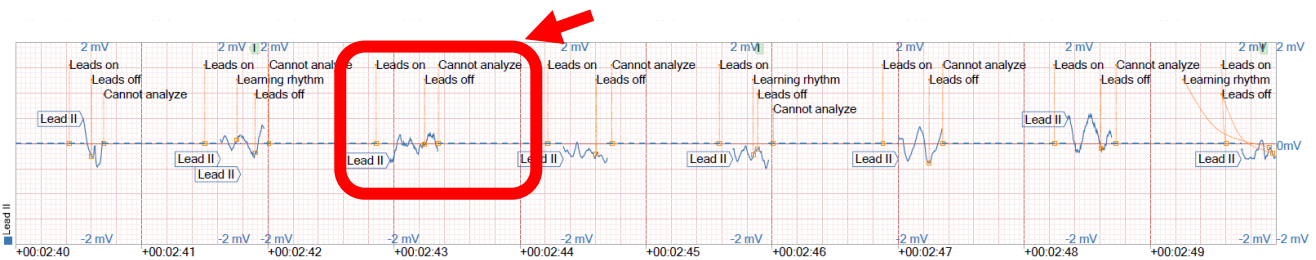 2 mV 2 mV I 2 mV 2 mV 2 mV I 2 mV 2 mV 2 mV 2 mV
Leads on Leads on Cannot analyze Leads on Cannot analyze Leads on Cannot analyze Leads on Leads on Cannot analyze Leads on Cannot analyze Leads on
Leads off Learning rhythm Leads off Leads off Learning rhythm Leads off Leads off Learning rhythm
Cannot analyze Leads off Leads off Leads off
Cannot analyze
Lead II Lead II
0mV
Lead II Lead II Lead II Lead II Lead II Lead II
Lead II
Lead II
-2 mV -2 mV -2 mV -2 mV -2 mV -2 mV -2 mV -2 mV -2 mV -2 mV
+00:02:40 +00:02:41 +00:02:42 +00:02:43 +00:02:44 +00:02:45 +00:02:46 +00:02:47 +00:02:48 +00:02:49